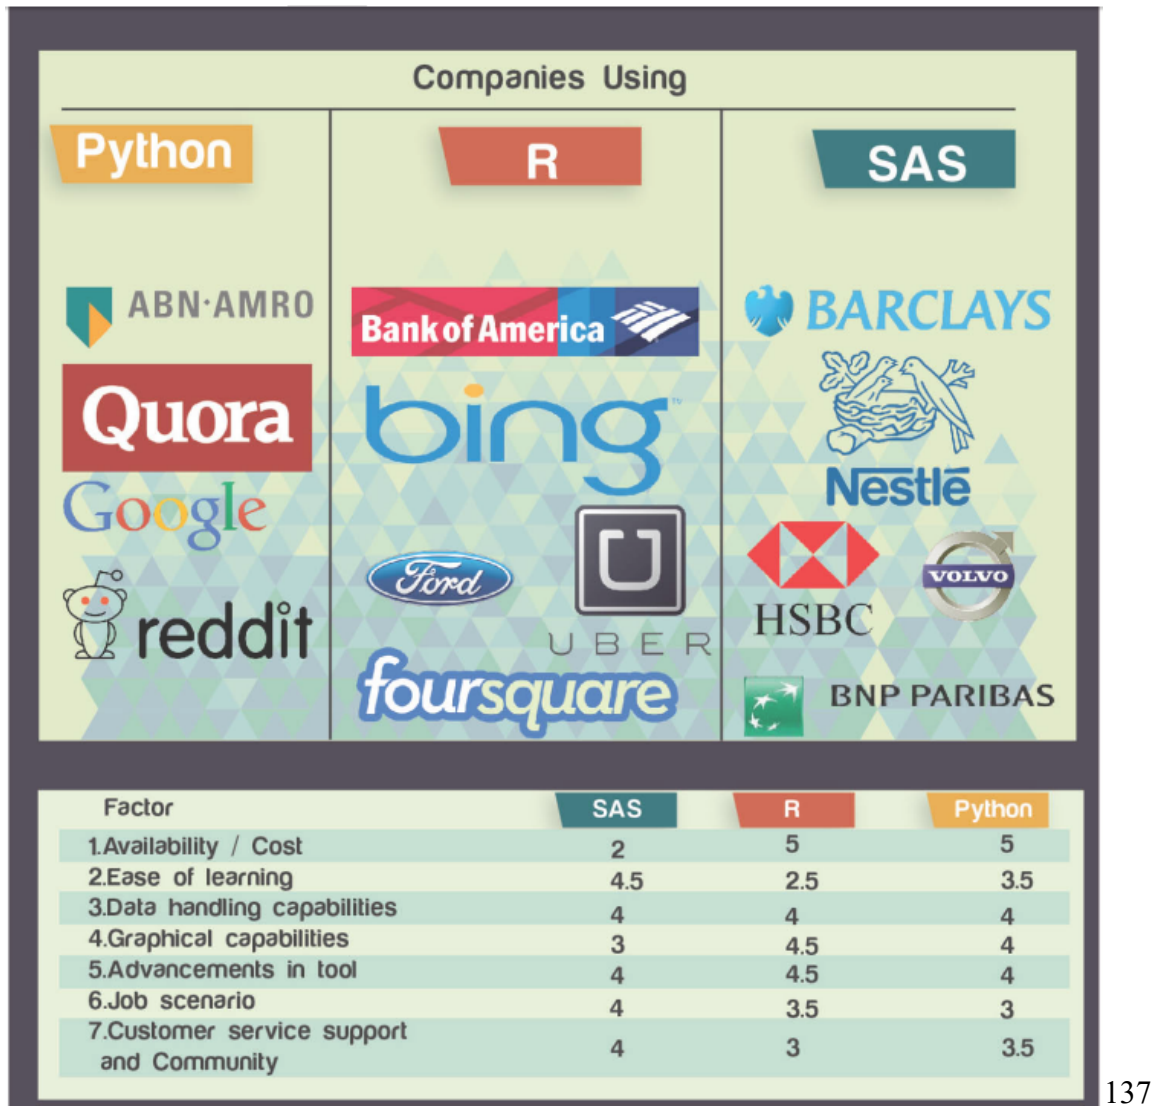 Companies Using
Python
R
SAS
ABN·AMRO
Quora
Google
reddit
Bank of America
bing™
Ford
UBER
foursquare
BARCLAYS
Nestlé
HSBC
VOLVO
BNP PARIBAS
Factor SAS R Python
1.Availability / Cost 2 5 5
2.Ease of learning 4.5 2.5 3.5
3.Data handling capabilities 4 4 4
4.Graphical capabilities 3 4.5 4
5.Advancements in tool 4 4.5 4
6.Job scenario 4 3.5 3
7.Customer service support
and Community 4 3 3.5
137